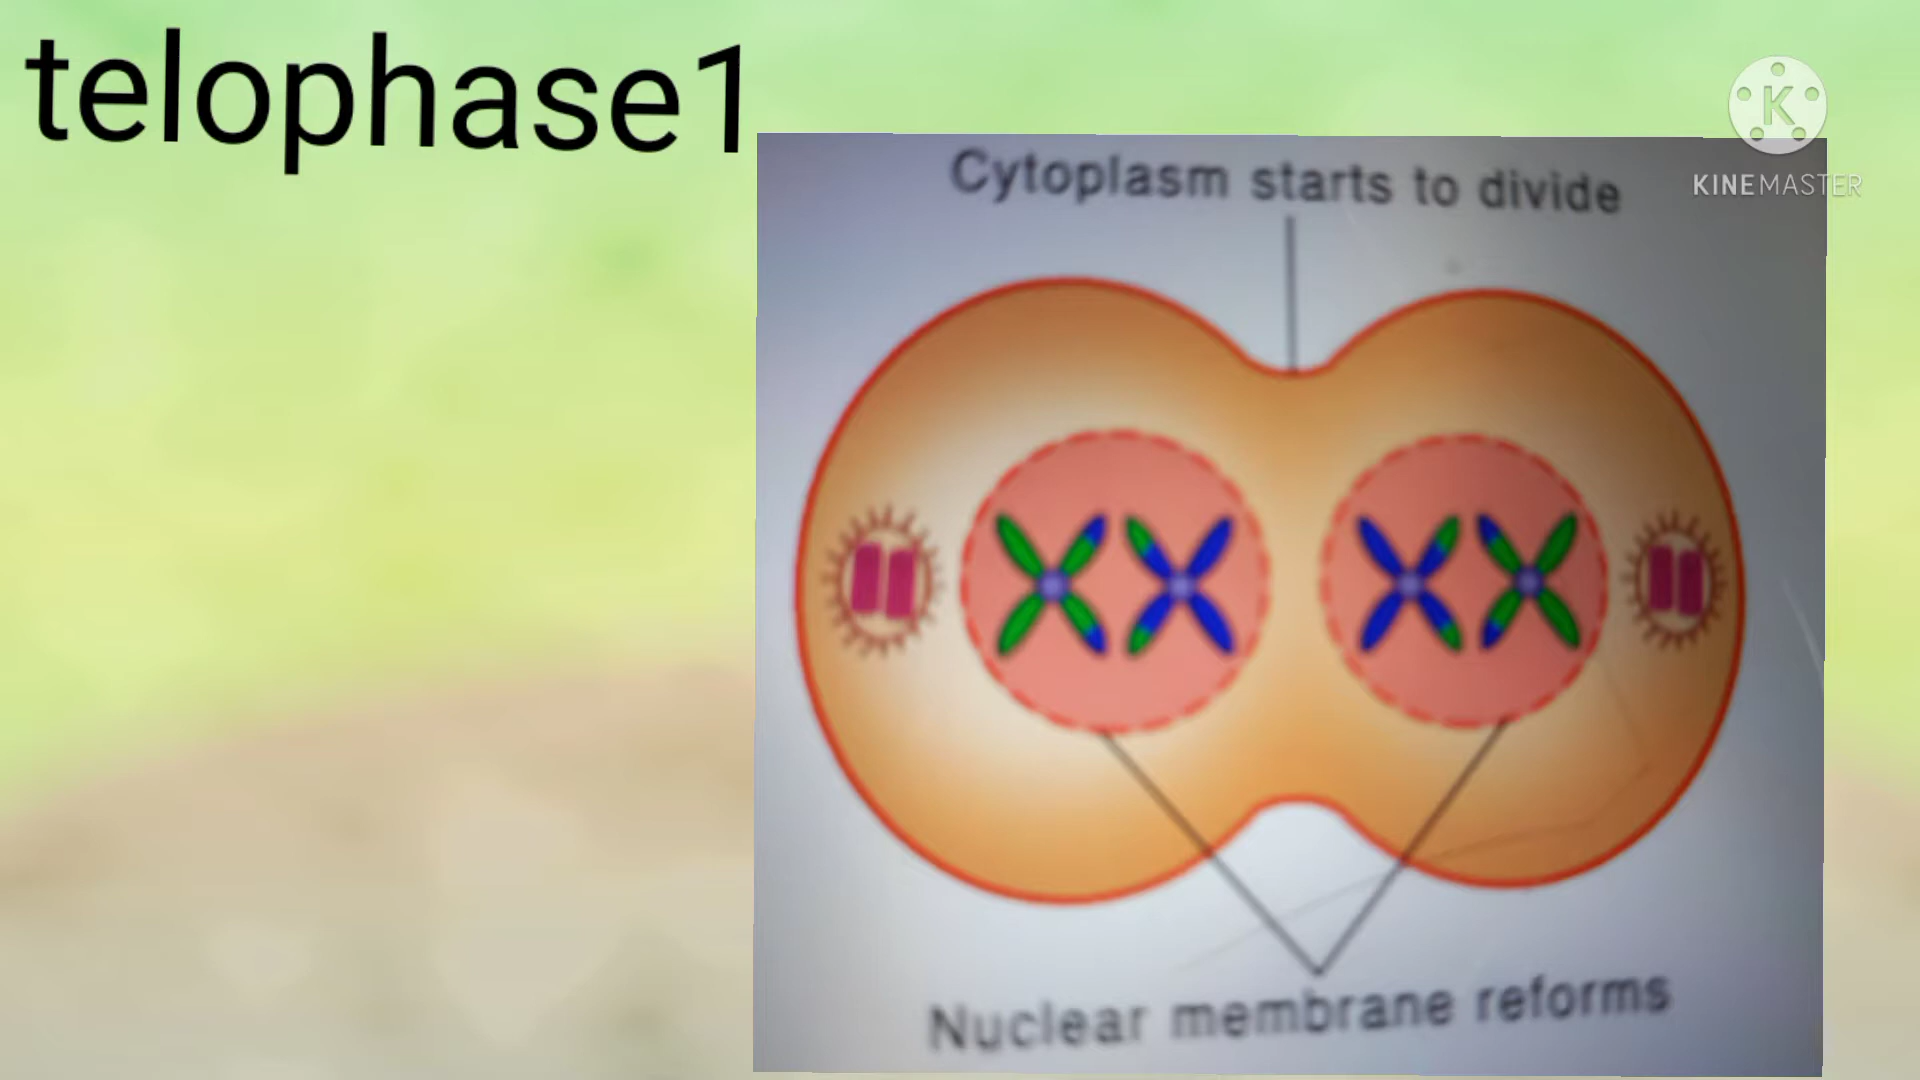 telophase1
K
KINEMASTER
Cytoplasm starts to divide
Nuclear membrane reforms